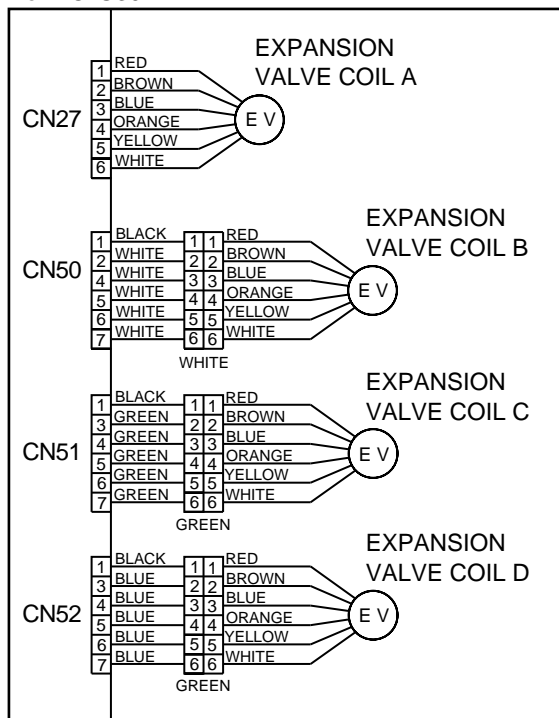 EXPANSION
VALVE COIL A
CN27
1 RED
2 BROWN
3 BLUE
4 ORANGE
5 YELLOW
6 WHITE
E V
EXPANSION
VALVE COIL B
CN50
1 BLACK 1 1 RED
2 WHITE 2 2 BROWN
4 WHITE 3 3 BLUE
5 WHITE 4 4 ORANGE
6 WHITE 5 5 YELLOW
7 WHITE 6 6 WHITE
WHITE
E V
EXPANSION
VALVE COIL C
CN51
1 BLACK 1 1 RED
3 GREEN 2 2 BROWN
4 GREEN 3 3 BLUE
5 GREEN 4 4 ORANGE
6 GREEN 5 5 YELLOW
7 GREEN 6 6 WHITE
GREEN
E V
EXPANSION
VALVE COIL D
CN52
1 BLACK 1 1 RED
3 BLUE 2 2 BROWN
4 BLUE 3 3 BLUE
5 BLUE 4 4 ORANGE
6 BLUE 5 5 YELLOW
7 BLUE 6 6 WHITE
GREEN
E V